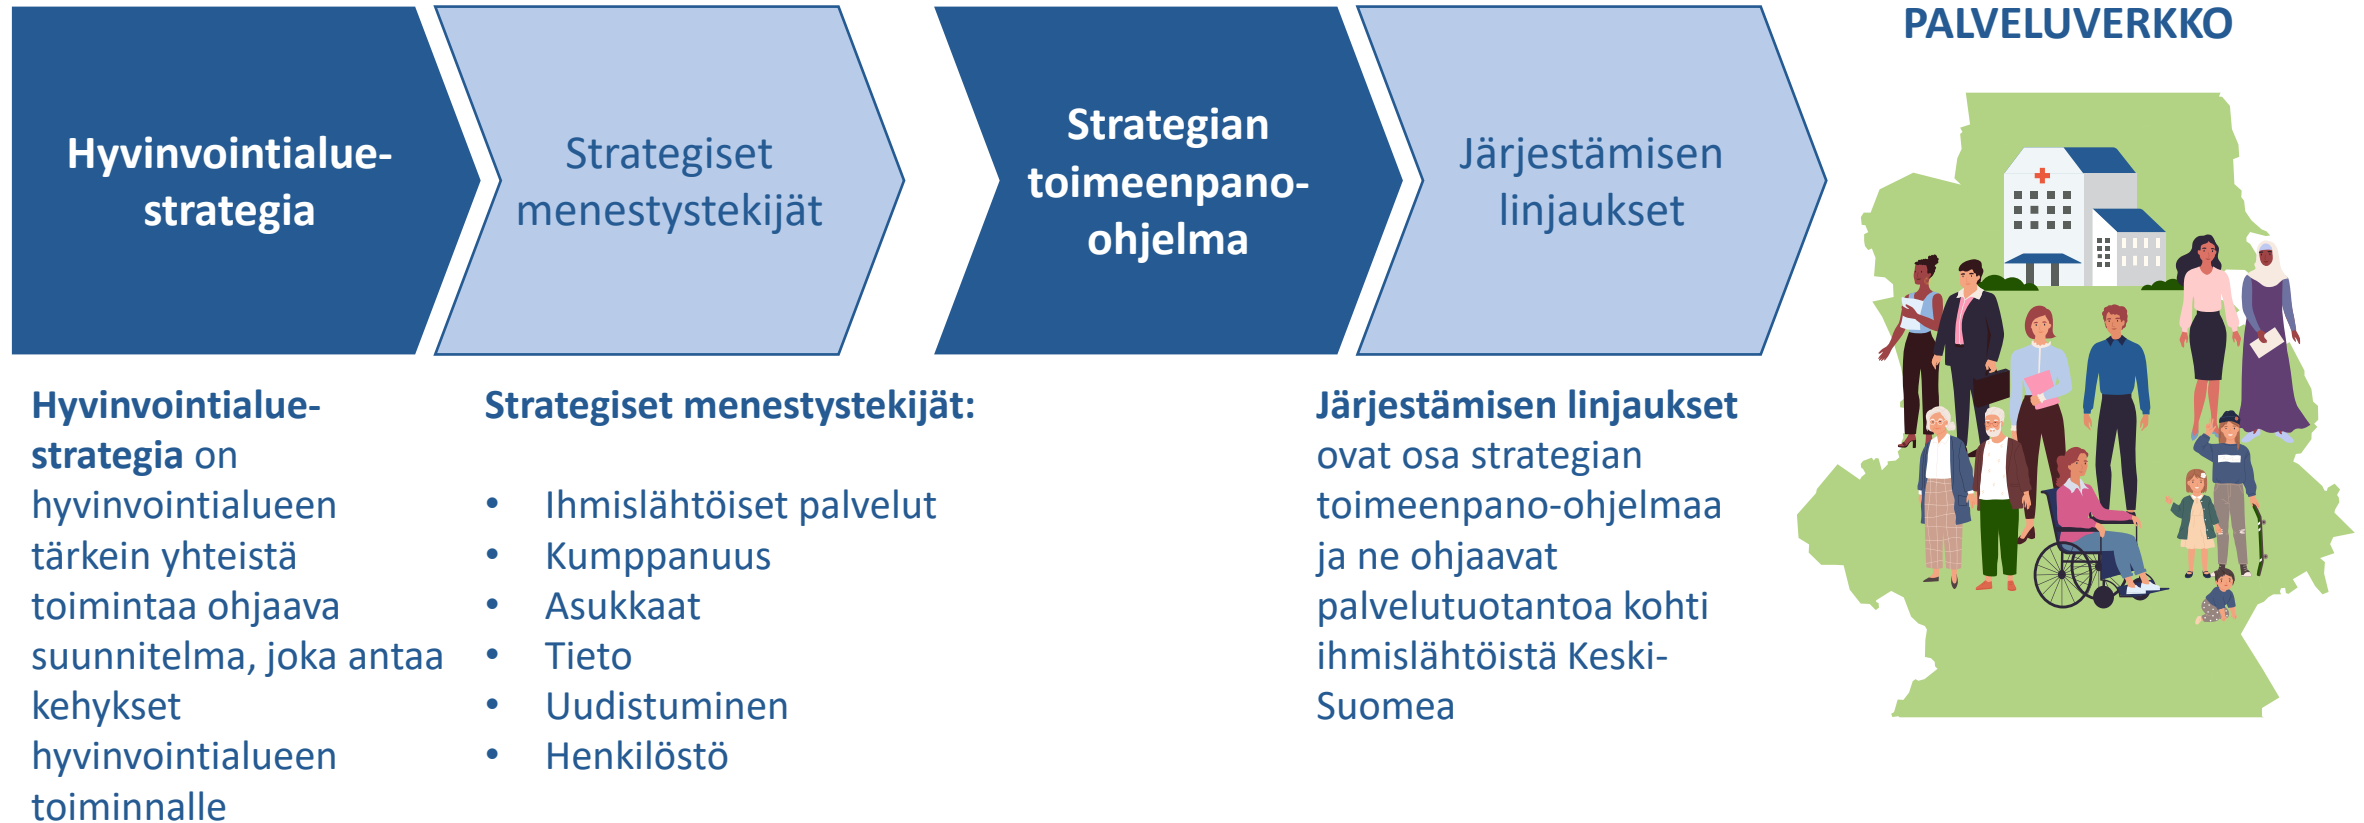 Hyvinvointialue-
strategia
Strategiset
menestystekijät
Strategian
toimeenpano-
ohjelma
Järjestämisen
linjaukset
PALVELUVERKKO
Hyvinvointialue-
strategia on
hyvinvointialueen
tärkein yhteistä
toimintaa ohjaava
suunnitelma, joka antaa
kehykset
hyvinvointialueen
toiminnalle
Strategiset menestystekijät:
• Ihmislähtöiset palvelut
• Kumppanuus
• Asukkaat
• Tieto
• Uudistuminen
• Henkilöstö
Järjestämisen linjaukset
ovat osa strategian
toimeenpano-ohjelmaa
ja ne ohjaavat
palvelutuotantoa kohti
ihmislähtöistä Keski-
Suomea